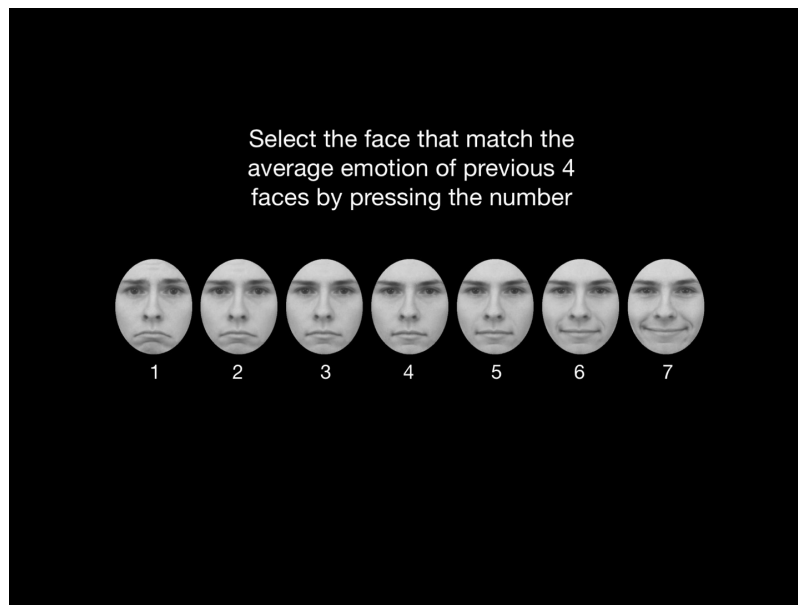 Select the face that match the
average emotion of previous 4
faces by pressing the number
1 2 3 4 5 6 7